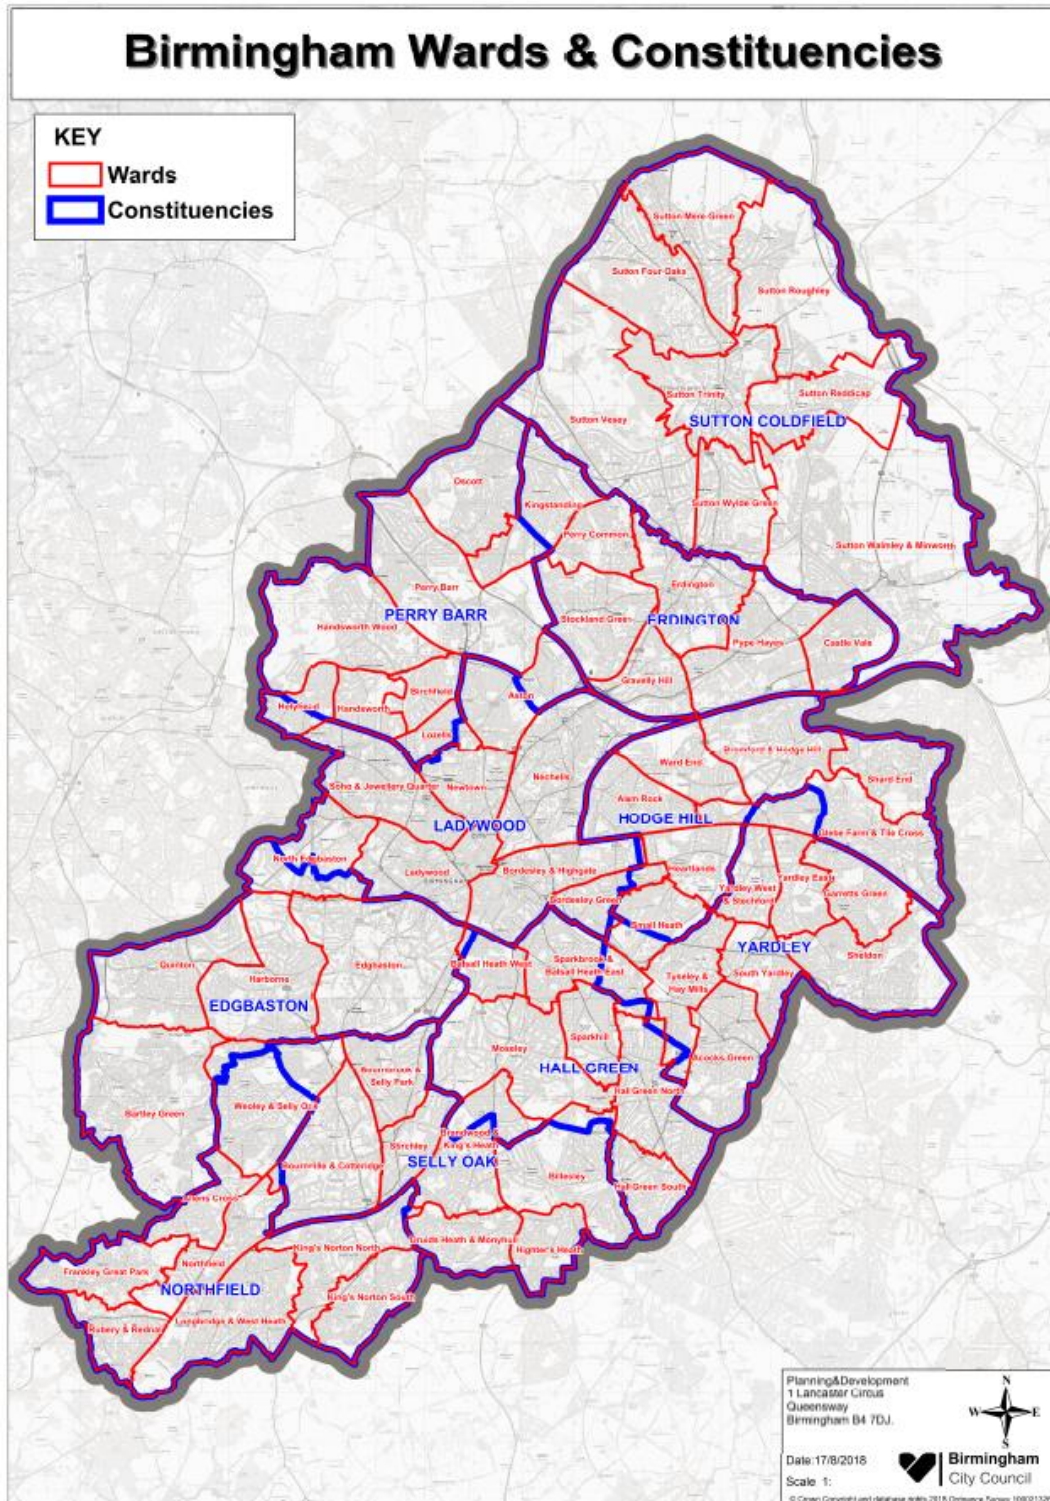 Birmingham Wards & Constituencies
KEY
Wards
Constituencies
Sutton Mere Green
Sutton Four Oaks
Sutton Roughley
Sutton Trinity
Sutton Reddicap
Sutton Vesey
SUTTON COLDFIELD
Oscott
Kingstanding
Sutton Wylde Green
Perry Common
Sutton Walmley & Minworth
Perry Barr
Erdington
PERRY BARR
Stockland Green
ERDINGTON
Handsworth Wood
Pype Hayes
Castle Vale
Gravelly Hill
Birchfield
Aston
Holyhead
Handsworth
Lozells
Bromford & Hodge Hill
Ward End
Nechells
Shard End
Soho & Jewellery Quarter
Newtown
Alum Rock
LADYWOOD
HODGE HILL
Glebe Farm & Tile Cross
North Edgbaston
Ladywood
Bordesley & Highgate
Heartlands
Yardley East
Yardley West
& Stechford
Garretts Green
Bordesley Green
Small Heath
YARDLEY
Sheldon
Quinton
Harborne
Edgbaston
Balsall Heath West
Sparkbrook &
Balsall Heath East
Tyseley &
Hay Mills
South Yardley
EDGBASTON
Moseley
Sparkhill
HALL GREEN
Acocks Green
Bournbrook &
Selly Park
Hall Green North
Bartley Green
Weoley & Selly Oak
Stirchley
Brandwood &
King's Heath
SELLY OAK
Bournville & Cotteridge
Billesley
Hall Green South
Allens Cross
Druids Heath & Monyhull
Highter's Heath
King's Norton North
Frankley Great Park
Northfield
NORTHFIELD
King's Norton South
Rubery & Rednal
Longbridge & West Heath
Planning&Development
1 Lancaster Circus
Queensway
Birmingham B4 7DJ.
N
W
E
S
Date:17/8/2018
Scale 1:
Birmingham
City Council